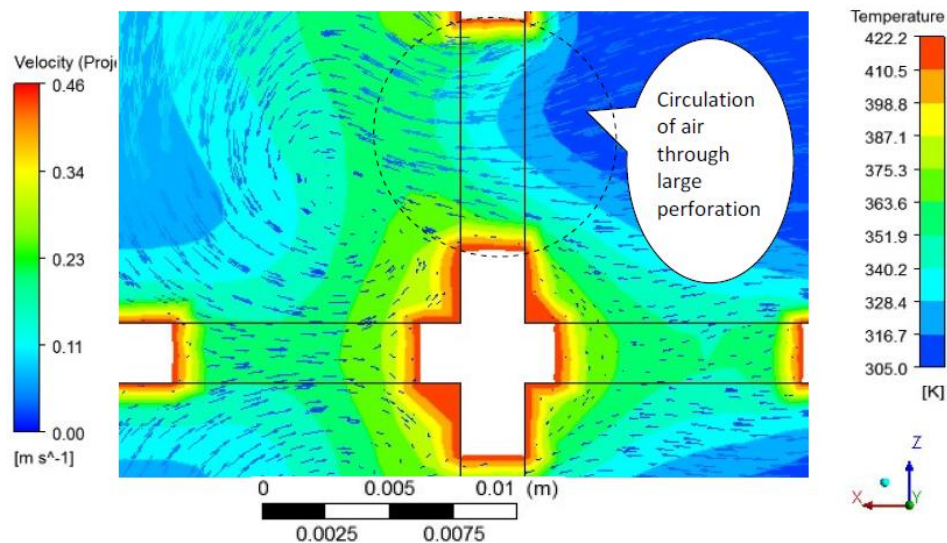 Velocity (Proj
0.46
0.34
0.23
0.11
0.00
[m s^-1]
Circulation
of air
through
large
perforation
Temperature
422.2
410.5
398.8
387.1
375.3
363.6
351.9
340.2
328.4
316.7
305.0
[K]
0 0.005 0.01 (m)
0.0025 0.0075
Z
X Y